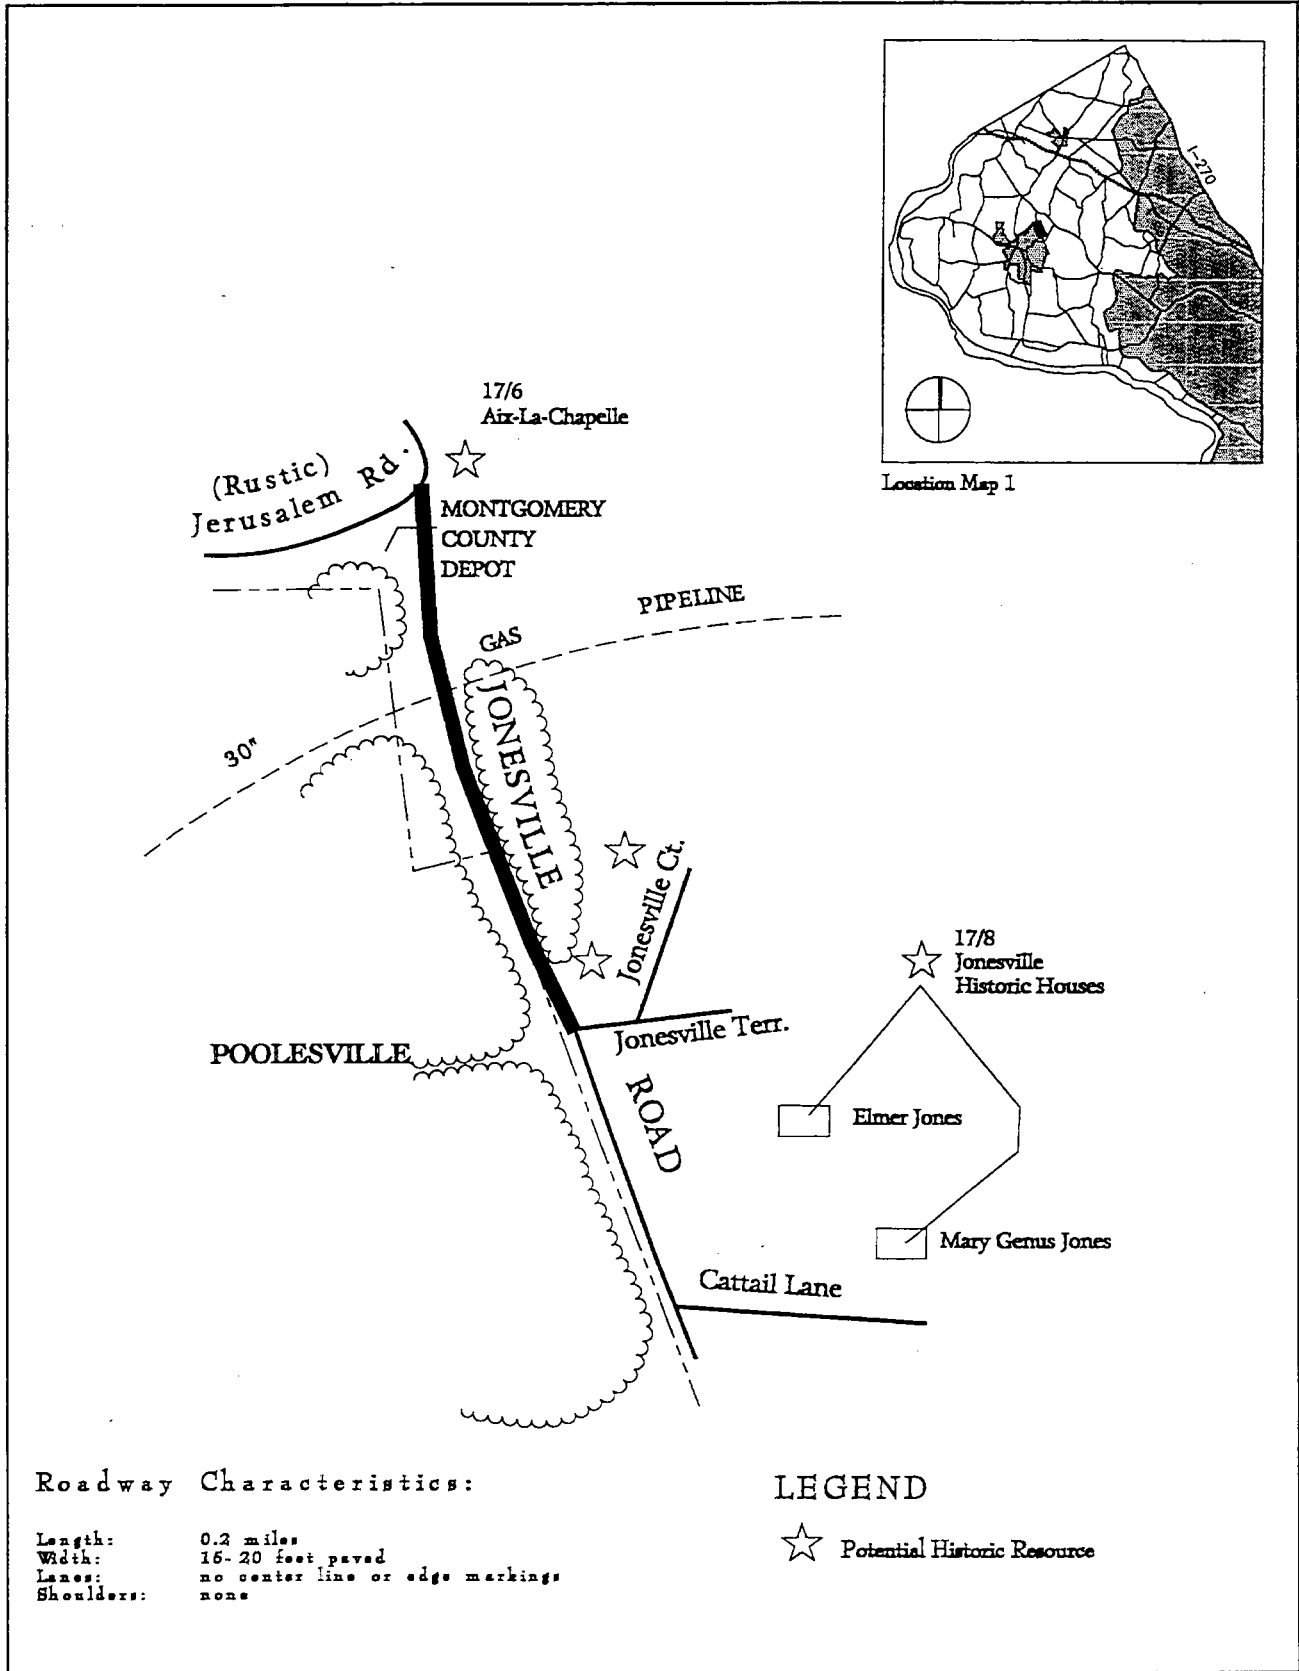 I-270
Location Map 1
17/6
Aix-La-Chapelle
(Rustic)
Jerusalem Rd.
MONTGOMERY
COUNTY
DEPOT
30" GAS PIPELINE
JONESVILLE ROAD
Jonesville Ct.
17/8
Jonesville
Historic Houses
Jonesville Terr.
POOLESVILLE
Elmer Jones
Mary Genus Jones
Cattail Lane
Roadway Characteristics:
Length: 0.2 miles
Width: 16-20 feet paved
Lanes: no center line or edge markings
Shoulders: none
LEGEND
Potential Historic Resource